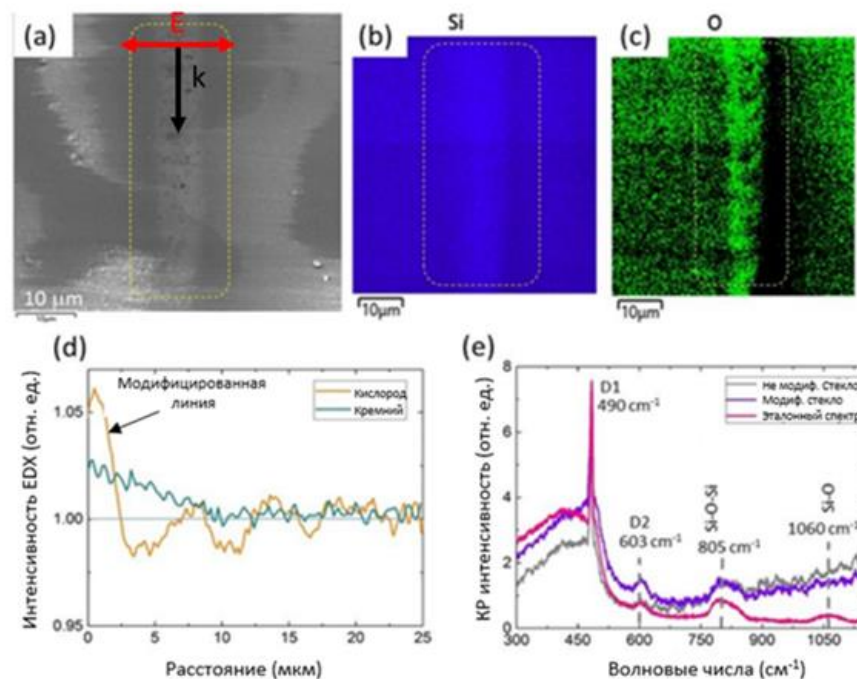 (a)
E
k
10 µm
10µm
(b)
Si
10µm
(c)
O
10µm
(d)
Модифицированная
линия
Кислород
Кремний
1.05
1.00
0.95
0
5
10
15
20
25
Интенсивность EDX (отн. ед.)
Расстояние (мкм)
(e)
D1
490 cm⁻¹
Не модиф. Стекло
Модиф. стекло
Эталонный спектр
D2
603 cm⁻¹
Si-O-Si
805 cm⁻¹
Si-O
1060 cm⁻¹
8
6
4
2
0
300
450
600
750
900
1050
КР интенсивность (отн. ед.)
Волновые числа (см⁻¹)